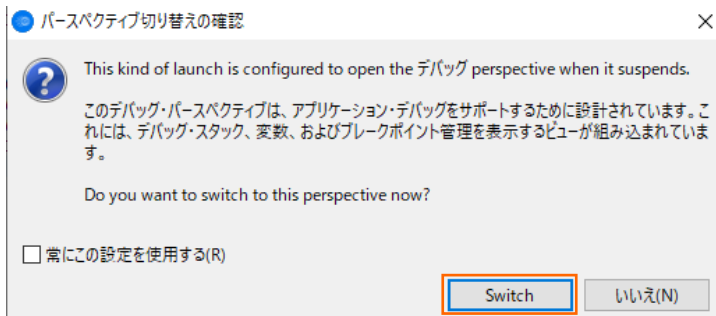 パースペクティブ切り替えの確認
This kind of launch is configured to open the デバッグ perspective when it suspends.
このデバッグ・パースペクティブは、アプリケーション・デバッグをサポートするために設計されています。こ
れには、デバッグ・スタック、変数、およびブレークポイント管理を表示するビューが組み込まれていま
す。
Do you want to switch to this perspective now?
常にこの設定を使用する(R)
Switch
いいえ(N)